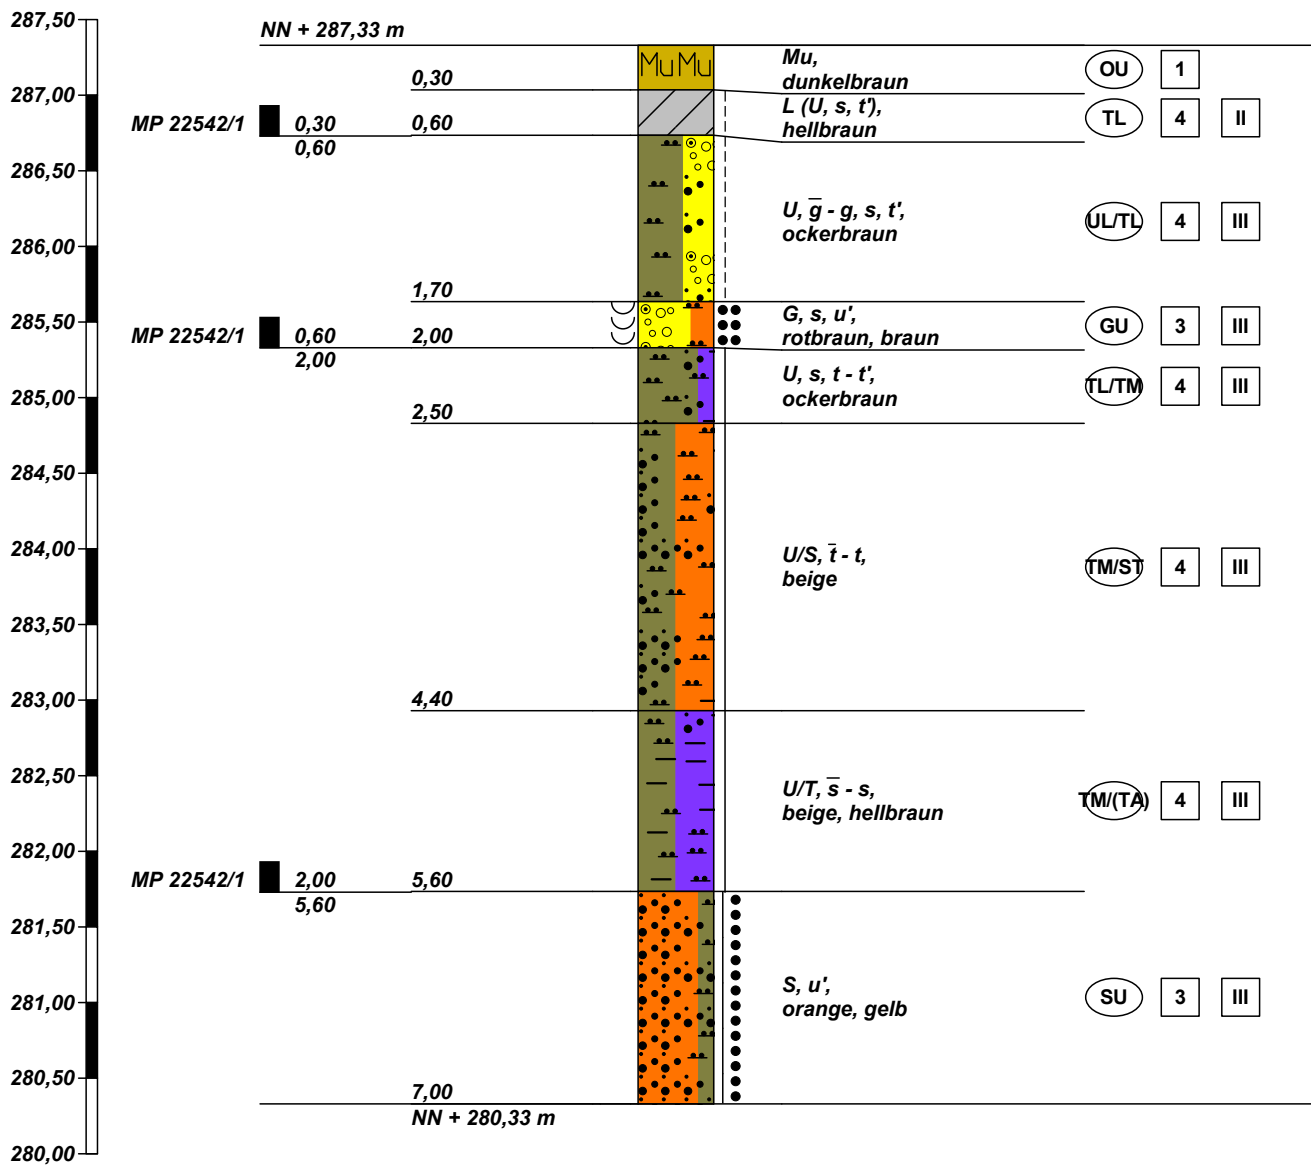 287,50
NN + 287,33 m
Mu Mu
Mu,
dunkelbraun
OU 1
0,30
287,00
MP 22542/1 0,30 0,60
0,60
L (U, s, t'),
hellbraun
TL 4 II
286,50
U, g̅ - g, s, t',
ockerbraun
UL/TL 4 III
286,00
1,70
285,50
MP 22542/1 0,60 2,00
2,00
G, s, u',
rotbraun, braun
GU 3 III
U, s, t - t',
ockerbraun
TL/TM 4 III
285,00
2,50
284,50
284,00
U/S, t̅ - t,
beige
TM/ST 4 III
283,50
283,00
4,40
282,50
U/T, s̅ - s,
beige, hellbraun
TM/(TA) 4 III
282,00
MP 22542/1 2,00 5,60
5,60
281,50
281,00
S, u',
orange, gelb
SU 3 III
280,50
7,00
NN + 280,33 m
280,00